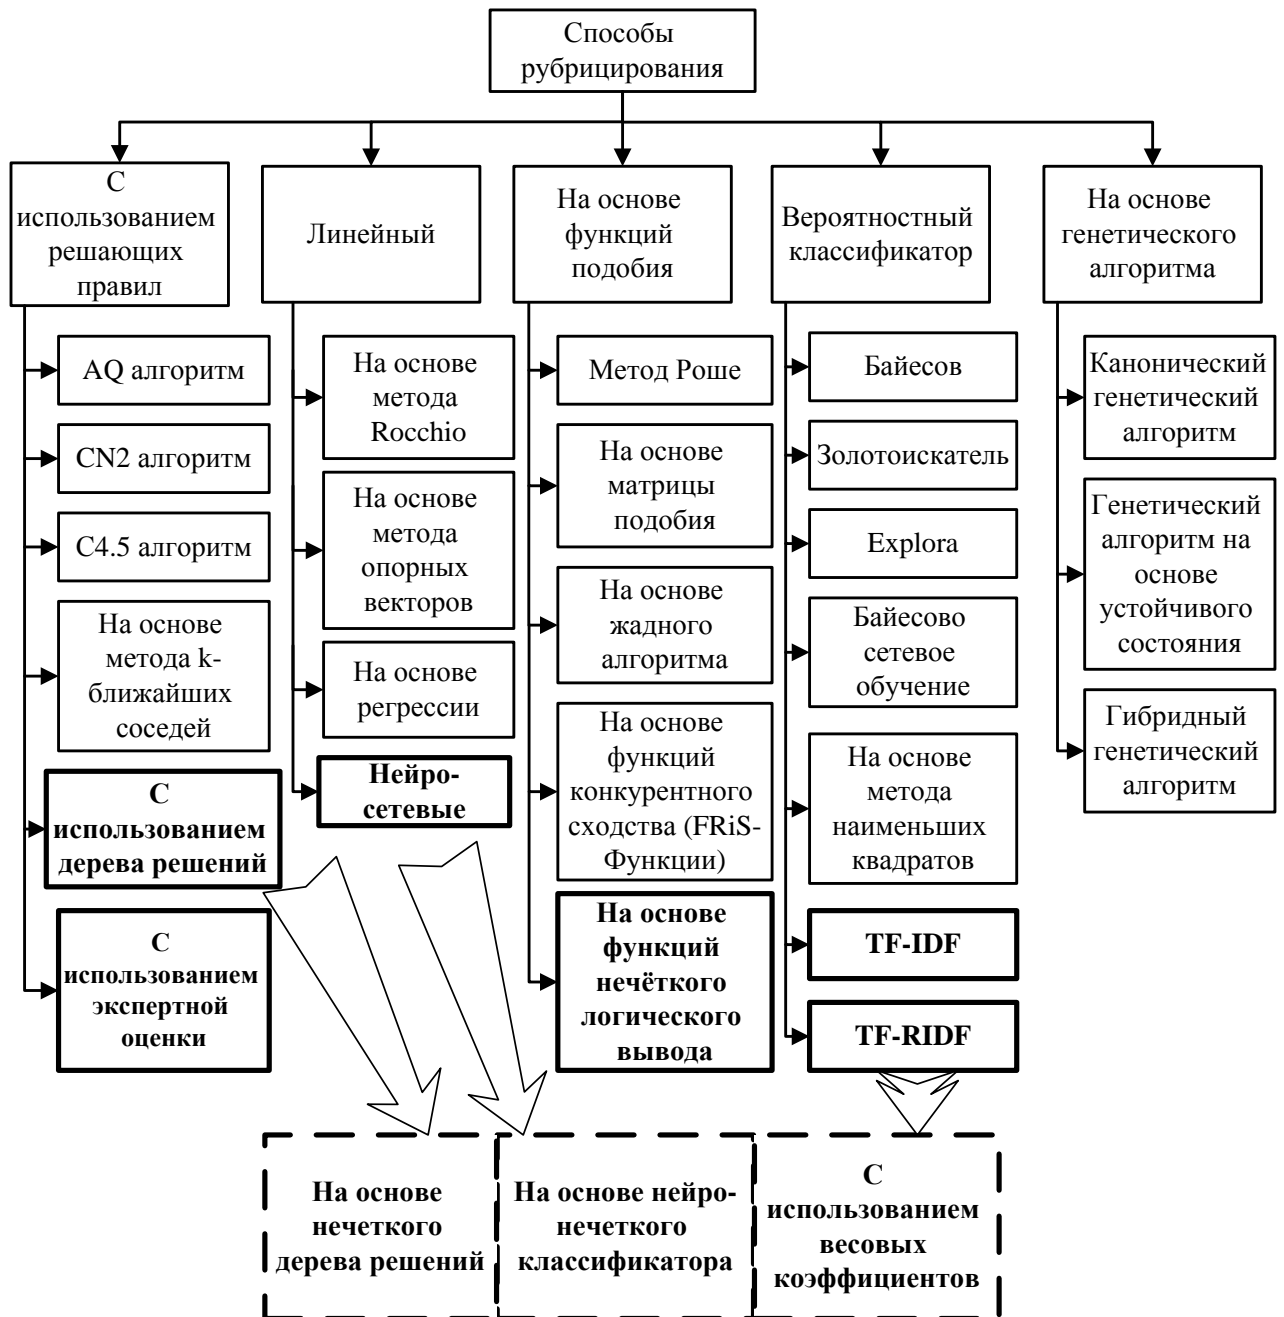 Способы
рубрицирования
С
использованием
решающих
правил
Линейный
На основе
функций
подобия
Вероятностный
классификатор
На основе
генетического
алгоритма
AQ алгоритм
CN2 алгоритм
C4.5 алгоритм
На основе
метода k-
ближайших
соседей
С
использованием
дерева решений
С
использованием
экспертной
оценки
На основе
метода
Rocchio
На основе
метода
опорных
векторов
На основе
регрессии
Нейро-
сетевые
Метод Роше
На основе
матрицы
подобия
На основе
жадного
алгоритма
На основе
функций
конкурентного
сходства (FRiS-
Функции)
На основе
функций
нечёткого
логического
вывода
Байесов
Золотоискатель
Explora
Байесово
сетевое
обучение
На основе
метода
наименьших
квадратов
TF-IDF
TF-RIDF
Канонический
генетический
алгоритм
Генетический
алгоритм на
основе
устойчивого
состояния
Гибридный
генетический
алгоритм
На основе
нечеткого
дерева решений
На основе нейро-
нечеткого
классификатора
С
использованием
весовых
коэффициентов